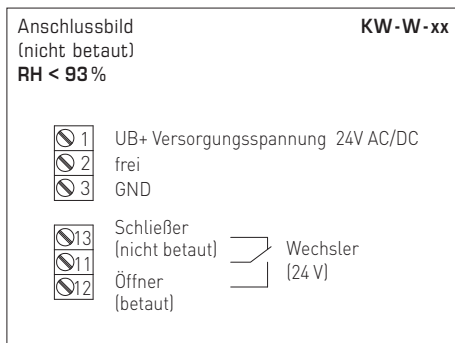 Anschlussbild KW-W-xx
(nicht betaut)
RH < 93 %
1 UB+ Versorgungsspannung 24V AC/DC
2 frei
3 GND
13 Schließer
(nicht betaut)
11 Wechsler
(24 V)
12 Öffner
(betaut)